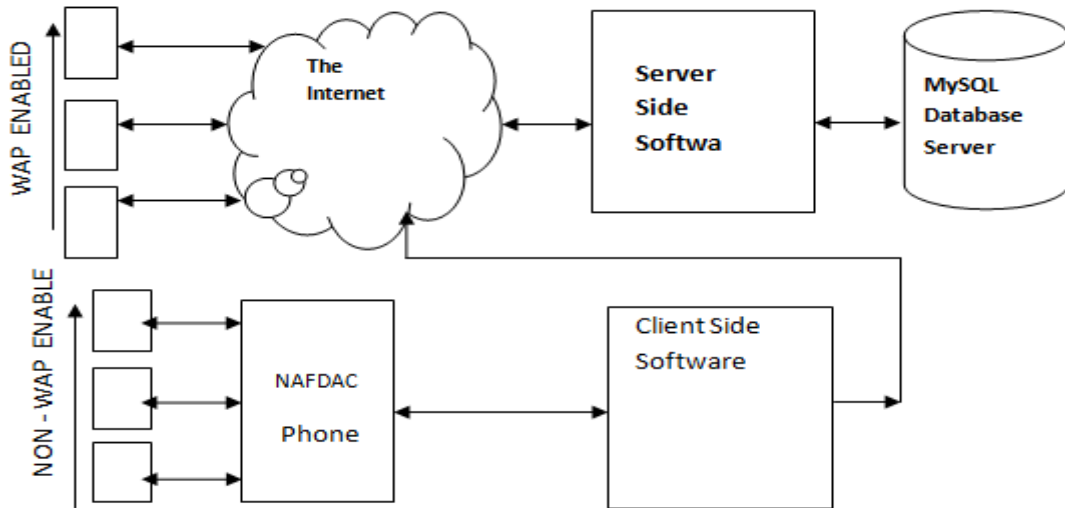 WAP ENABLED
The
Internet
Server
Side
Softwa
MySQL
Database
Server
NON - WAP ENABLE
NAFDAC
Phone
Client Side
Software